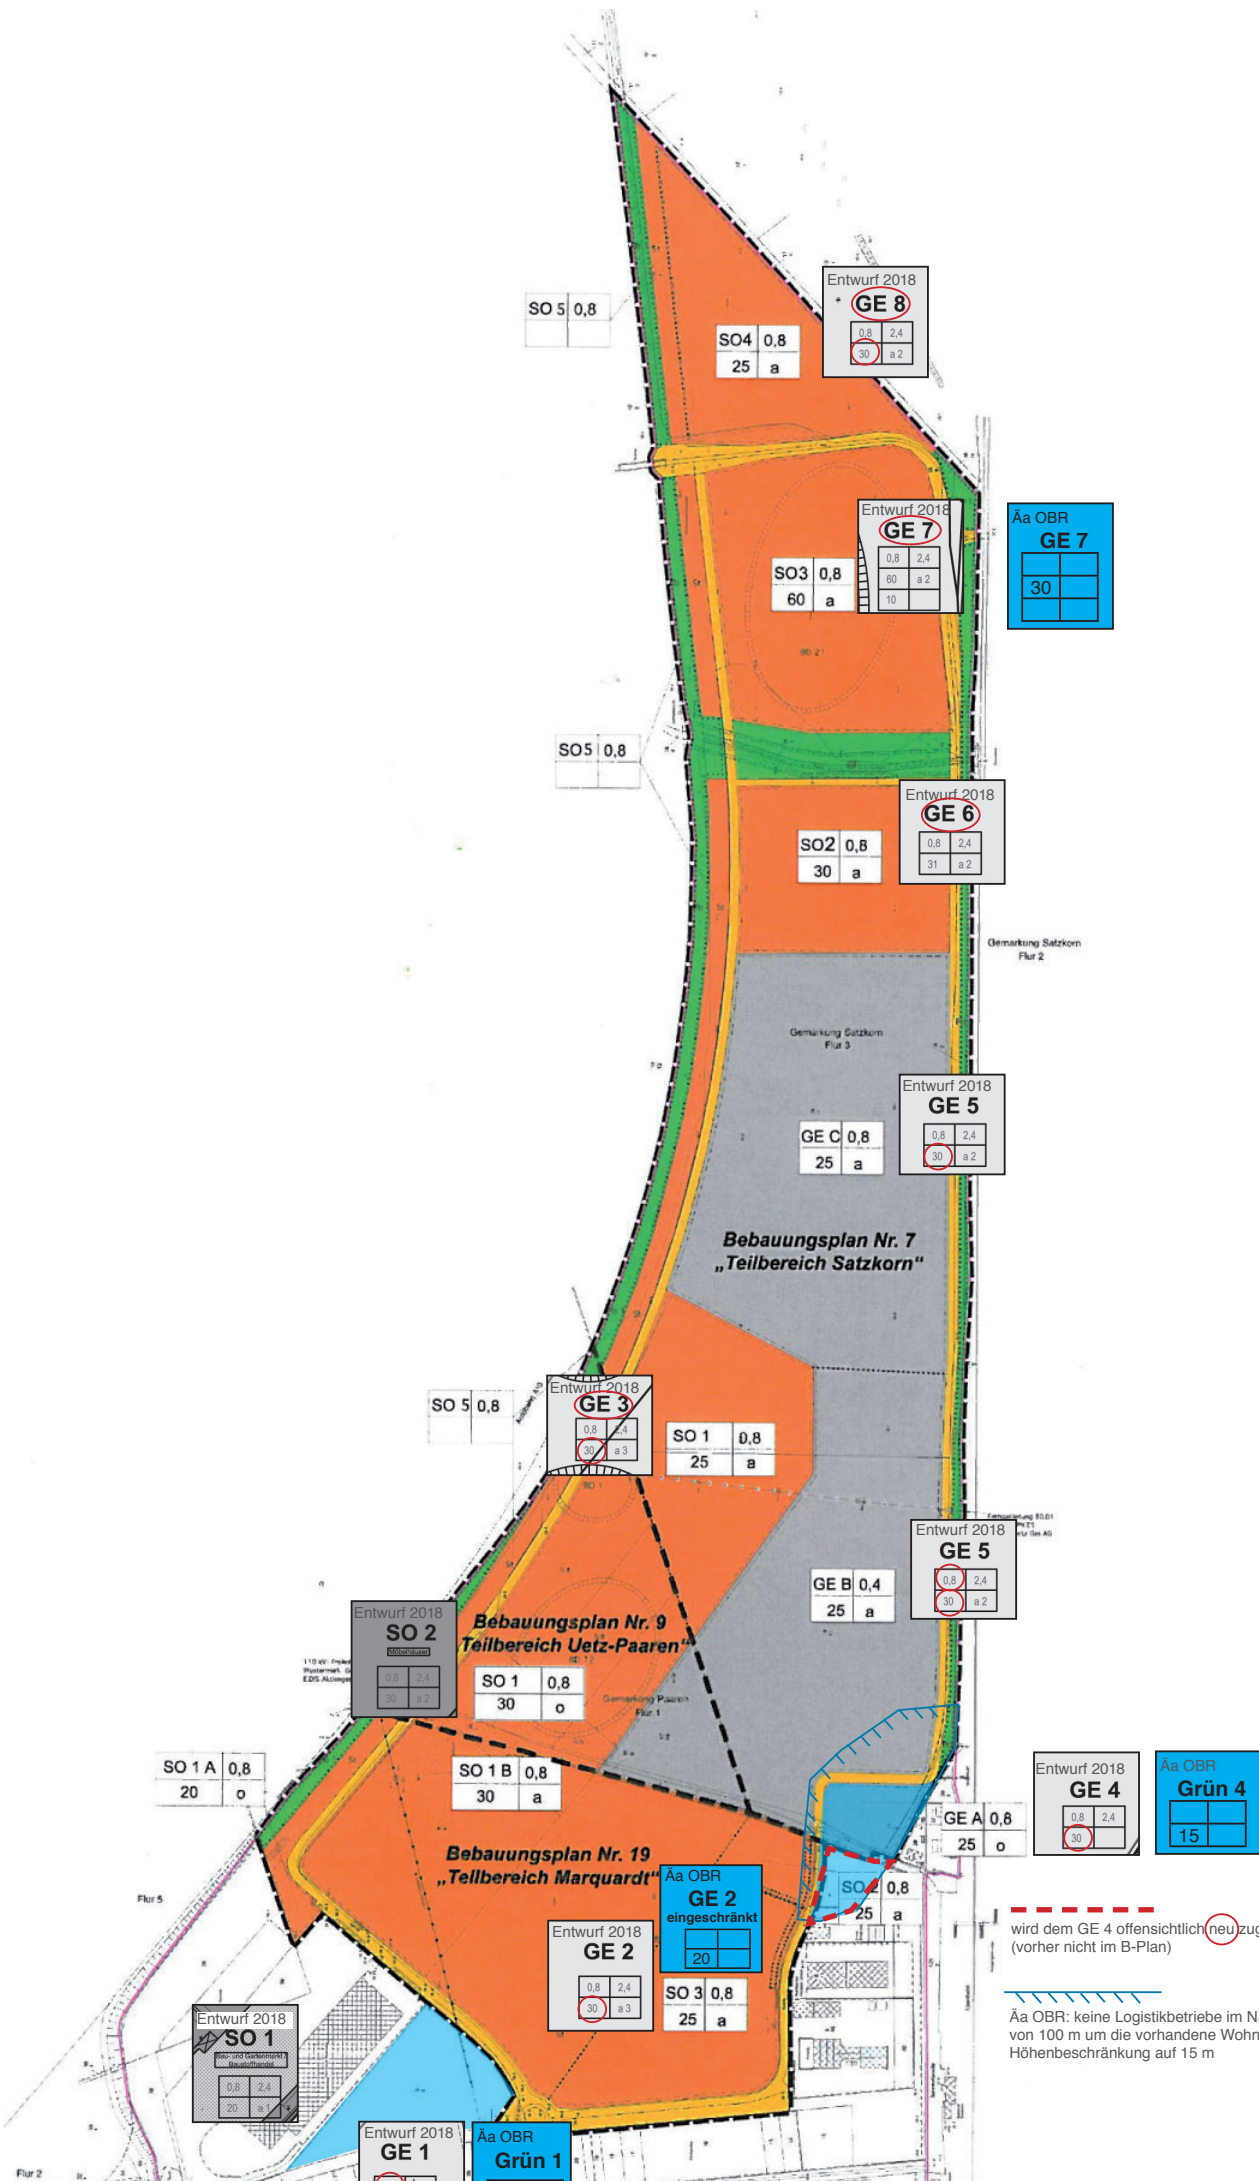 Entwurf 2018
GE 8
0,8 2,4
30 a 2
SO 5 0,8
SO4 0,8
25 a
Entwurf 2018
GE 7
0,8 2,4
60 a 2
10
Äa OBR
GE 7
30
SO3 0,8
60 a
SO5 0,8
Entwurf 2018
GE 6
0,8 2,4
31 a 2
SO2 0,8
30 a
Gemarkung Satzkorn
Flur 2
Gemarkung Satzkorn
Flur 3
Entwurf 2018
GE 5
0,8 2,4
30 a 2
GE C 0,8
25 a
Bebauungsplan Nr. 7
„Teilbereich Satzkorn“
Entwurf 2018
GE 3
0,8 2,4
30 a 3
SO 5 0,8
SO 1 0,8
25 a
Entwurf 2018
GE 5
0,8 2,4
30 a 2
GE B 0,4
25 a
Entwurf 2018
SO 2
Möbelhäuser
0,8 2,4
30 a 2
Bebauungsplan Nr. 9
Teilbereich Uetz-Paaren“
SO 1 0,8
30 o
Gemarkung Paaren
Flur 1
SO 1 A 0,8
20 o
SO 1 B 0,8
30 a
Entwurf 2018
GE 4
0,8 2,4
30
Äa OBR
Grün 4
15
GE A 0,8
25 o
Bebauungsplan Nr. 19
„Teilbereich Marquardt“
Äa OBR
GE 2
eingeschränkt
20
SO 2 0,8
25 a
Flur 5
Entwurf 2018
GE 2
0,8 2,4
30 a 3
SO 3 0,8
25 a
wird dem GE 4 offensichtlich neu zug
(vorher nicht im B-Plan)
Äa OBR: keine Logistikbetriebe im N
von 100 m um die vorhandene Wohn
Höhenbeschränkung auf 15 m
Entwurf 2018
SO 1
Bau- und Gartenmarkt /
Baustoffhandel
0,8 2,4
20 a 1
Entwurf 2018
GE 1
Äa OBR
Grün 1
Flur 2